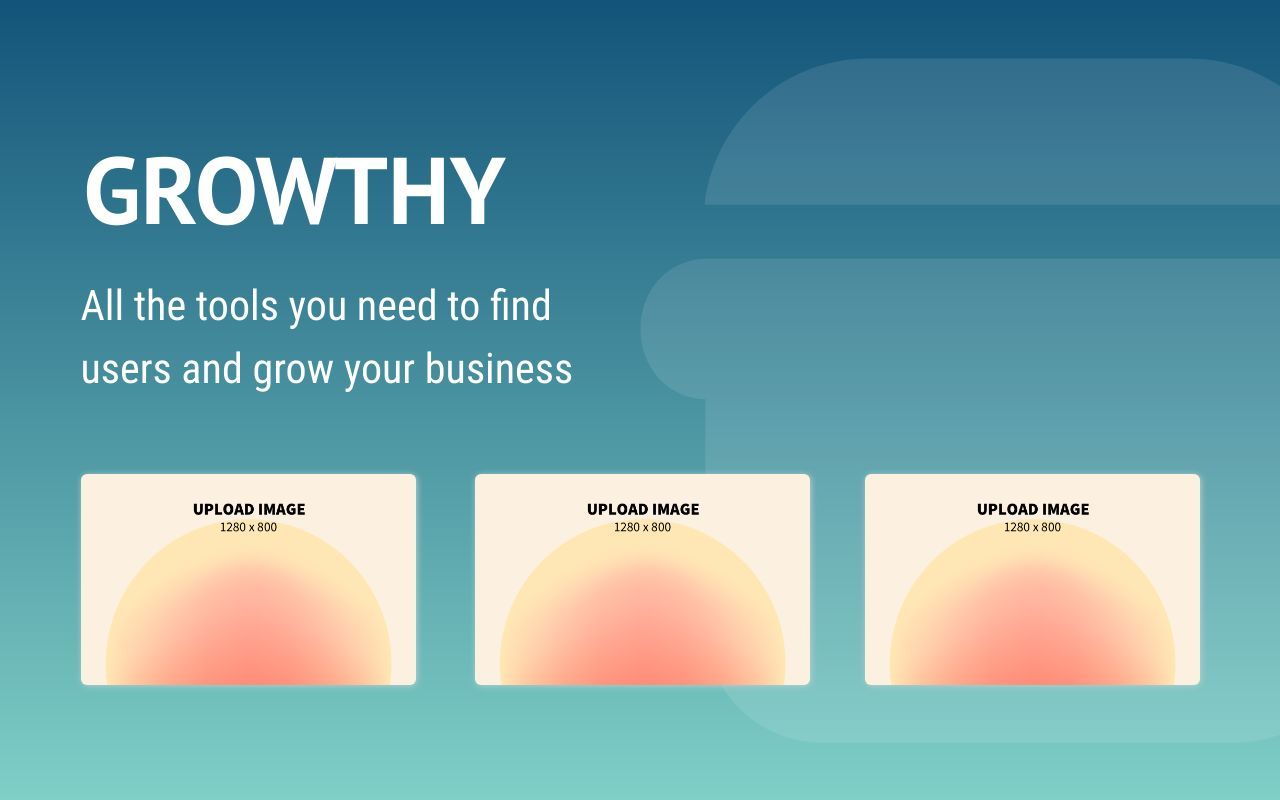 GROWTHY
All the tools you need to find
users and grow your business
UPLOAD IMAGE
1280 x 800
UPLOAD IMAGE
1280 x 800
UPLOAD IMAGE
1280 x 800